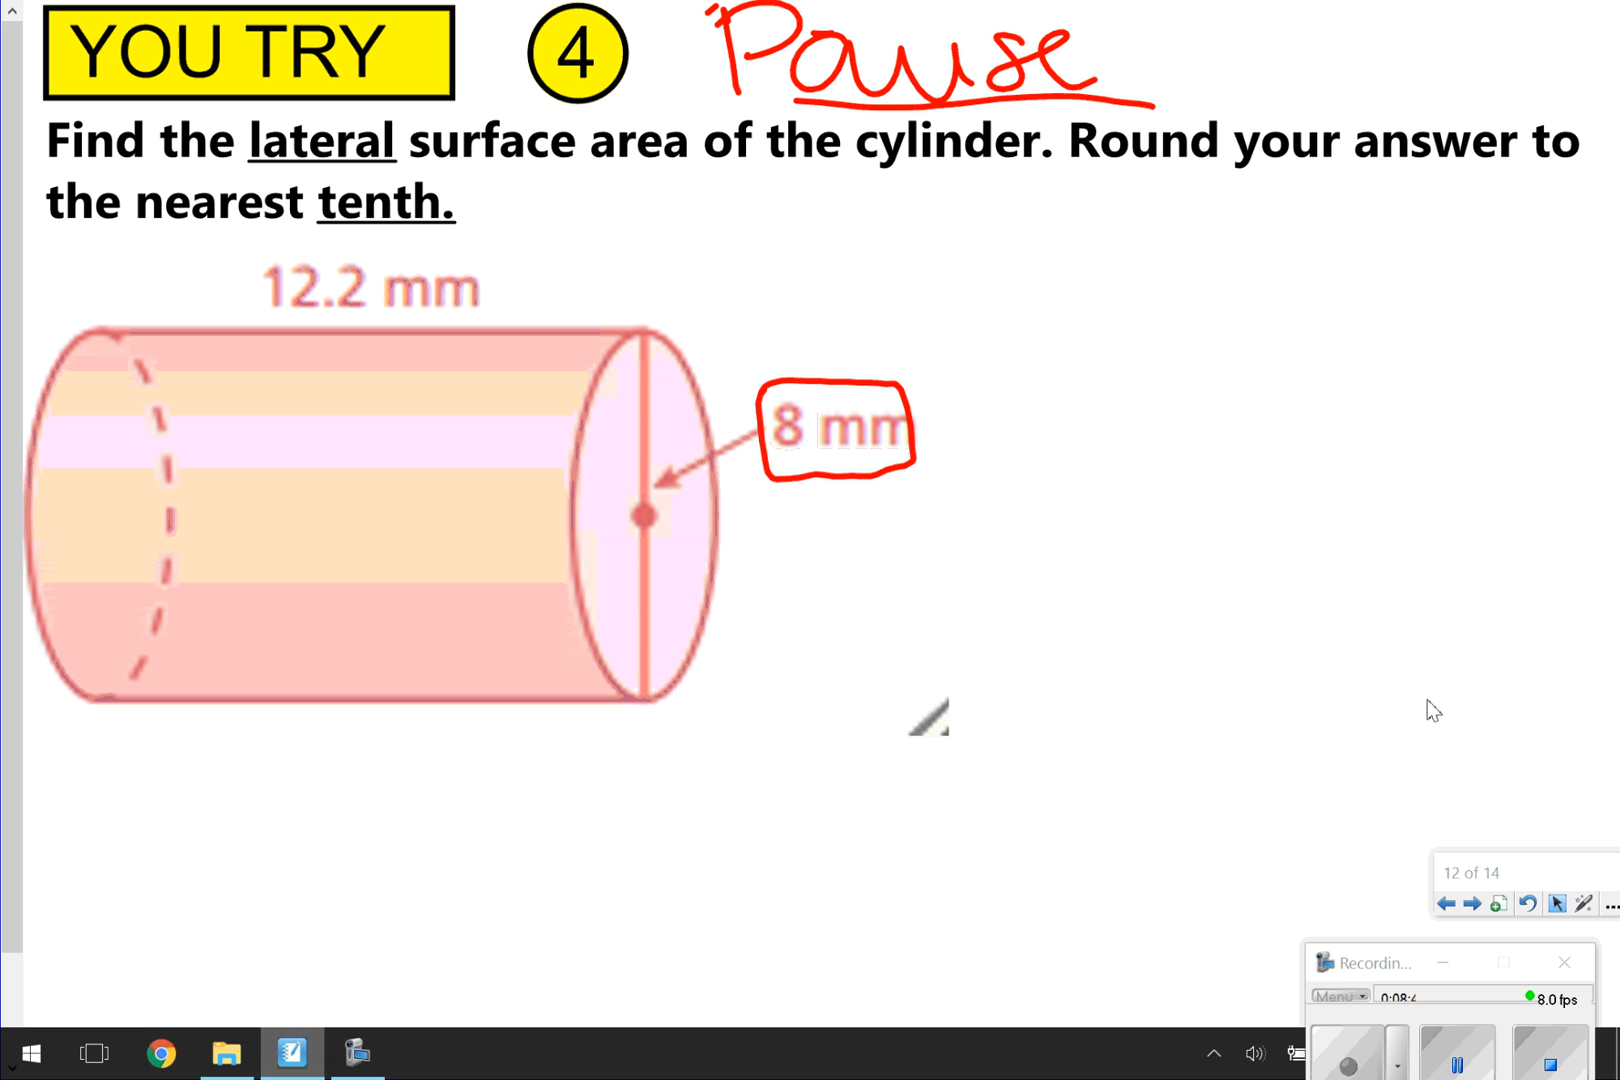 YOU TRY 4 Pause
Find the lateral surface area of the cylinder. Round your answer to
the nearest tenth.
12.2 mm
8 mm
12 of 14
Recordin...
Menu
8.0 fps